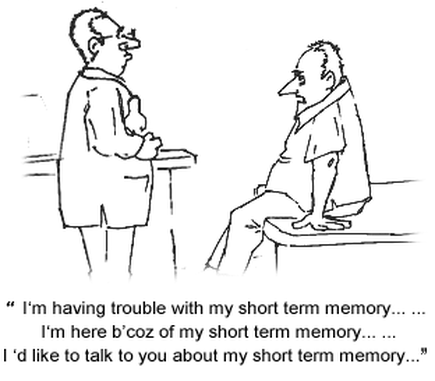 “ I'm having trouble with my short term memory... ...
I'm here b'coz of my short term memory... ...
I 'd like to talk to you about my short term memory...”